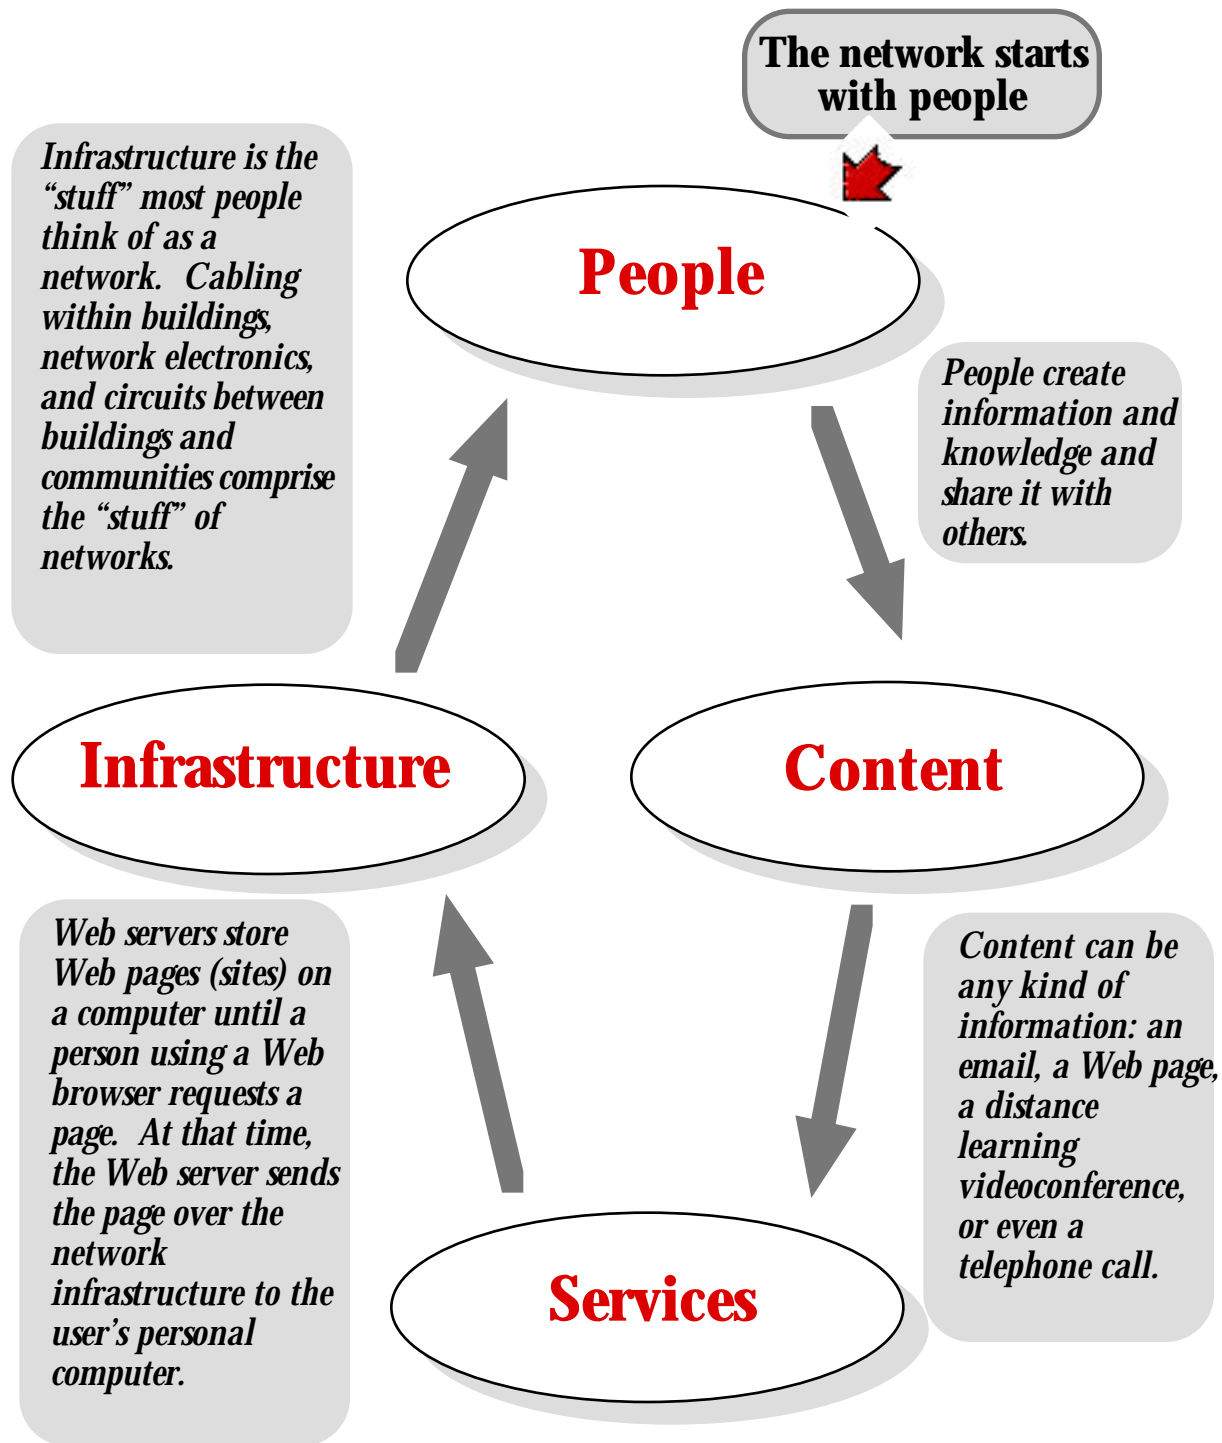 The network starts
with people
Infrastructure is the
“stuff” most people
think of as a
network.  Cabling
within buildings,
network electronics,
and circuits between
buildings and
communities comprise
the “stuff” of
networks.
People
People create
information and
knowledge and
share it with
others.
Infrastructure
Content
Web servers store
Web pages (sites) on
a computer until a
person using a Web
browser requests a
page.  At that time,
the Web server sends
the page over the
network
infrastructure to the
user’s personal
computer.
Content can be
any kind of
information: an
email, a Web page,
a distance
learning
videoconference,
or even a
telephone call.
Services